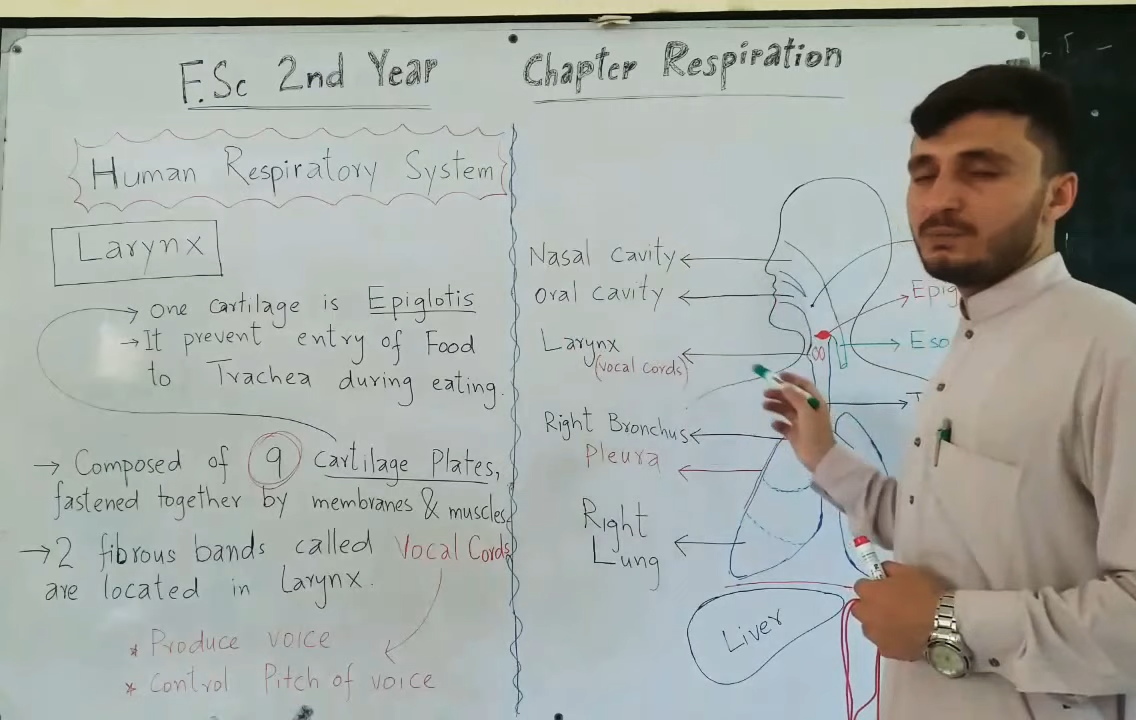 F.Sc 2nd Year
Chapter Respiration
Human Respiratory System
Larynx
→ One cartilage is Epiglotis
→ It prevent entry of Food
to Trachea during eating.
→ Composed of 9 Cartilage Plates,
fastened together by membranes & muscles.
→ 2 fibrous bands called Vocal Cords
are located in Larynx.
* Produce voice
* Control Pitch of voice
Nasal Cavity
Oral cavity
Larynx
(vocal cords)
Right Bronchus
Pleura
Right
Lung
Liver
Epig
Eso
T